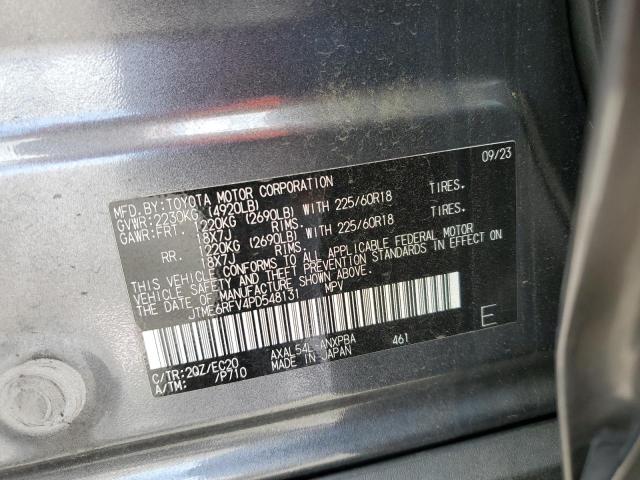 09/23
MFD.BY:TOYOTA MOTOR CORPORATION
GVWR:2230KG (4920LB)
GAWR:FRT. 1220KG (2690LB) WITH 225/60R18 TIRES.
18X7J RIMS.
RR. 1220KG (2690LB) WITH 225/60R18 TIRES.
18X7J RIMS.
THIS VEHICLE CONFORMS TO ALL APPLICABLE FEDERAL MOTOR
VEHICLE SAFETY AND THEFT PREVENTION STANDARDS IN EFFECT ON
THE DATE OF MANUFACTURE SHOWN ABOVE.
JTME6RFV4PD548131 MPV
C/TR:2QZ/EC20 AXAL54L-ANXPBA 461 E
A/TM: /P710 MADE IN JAPAN